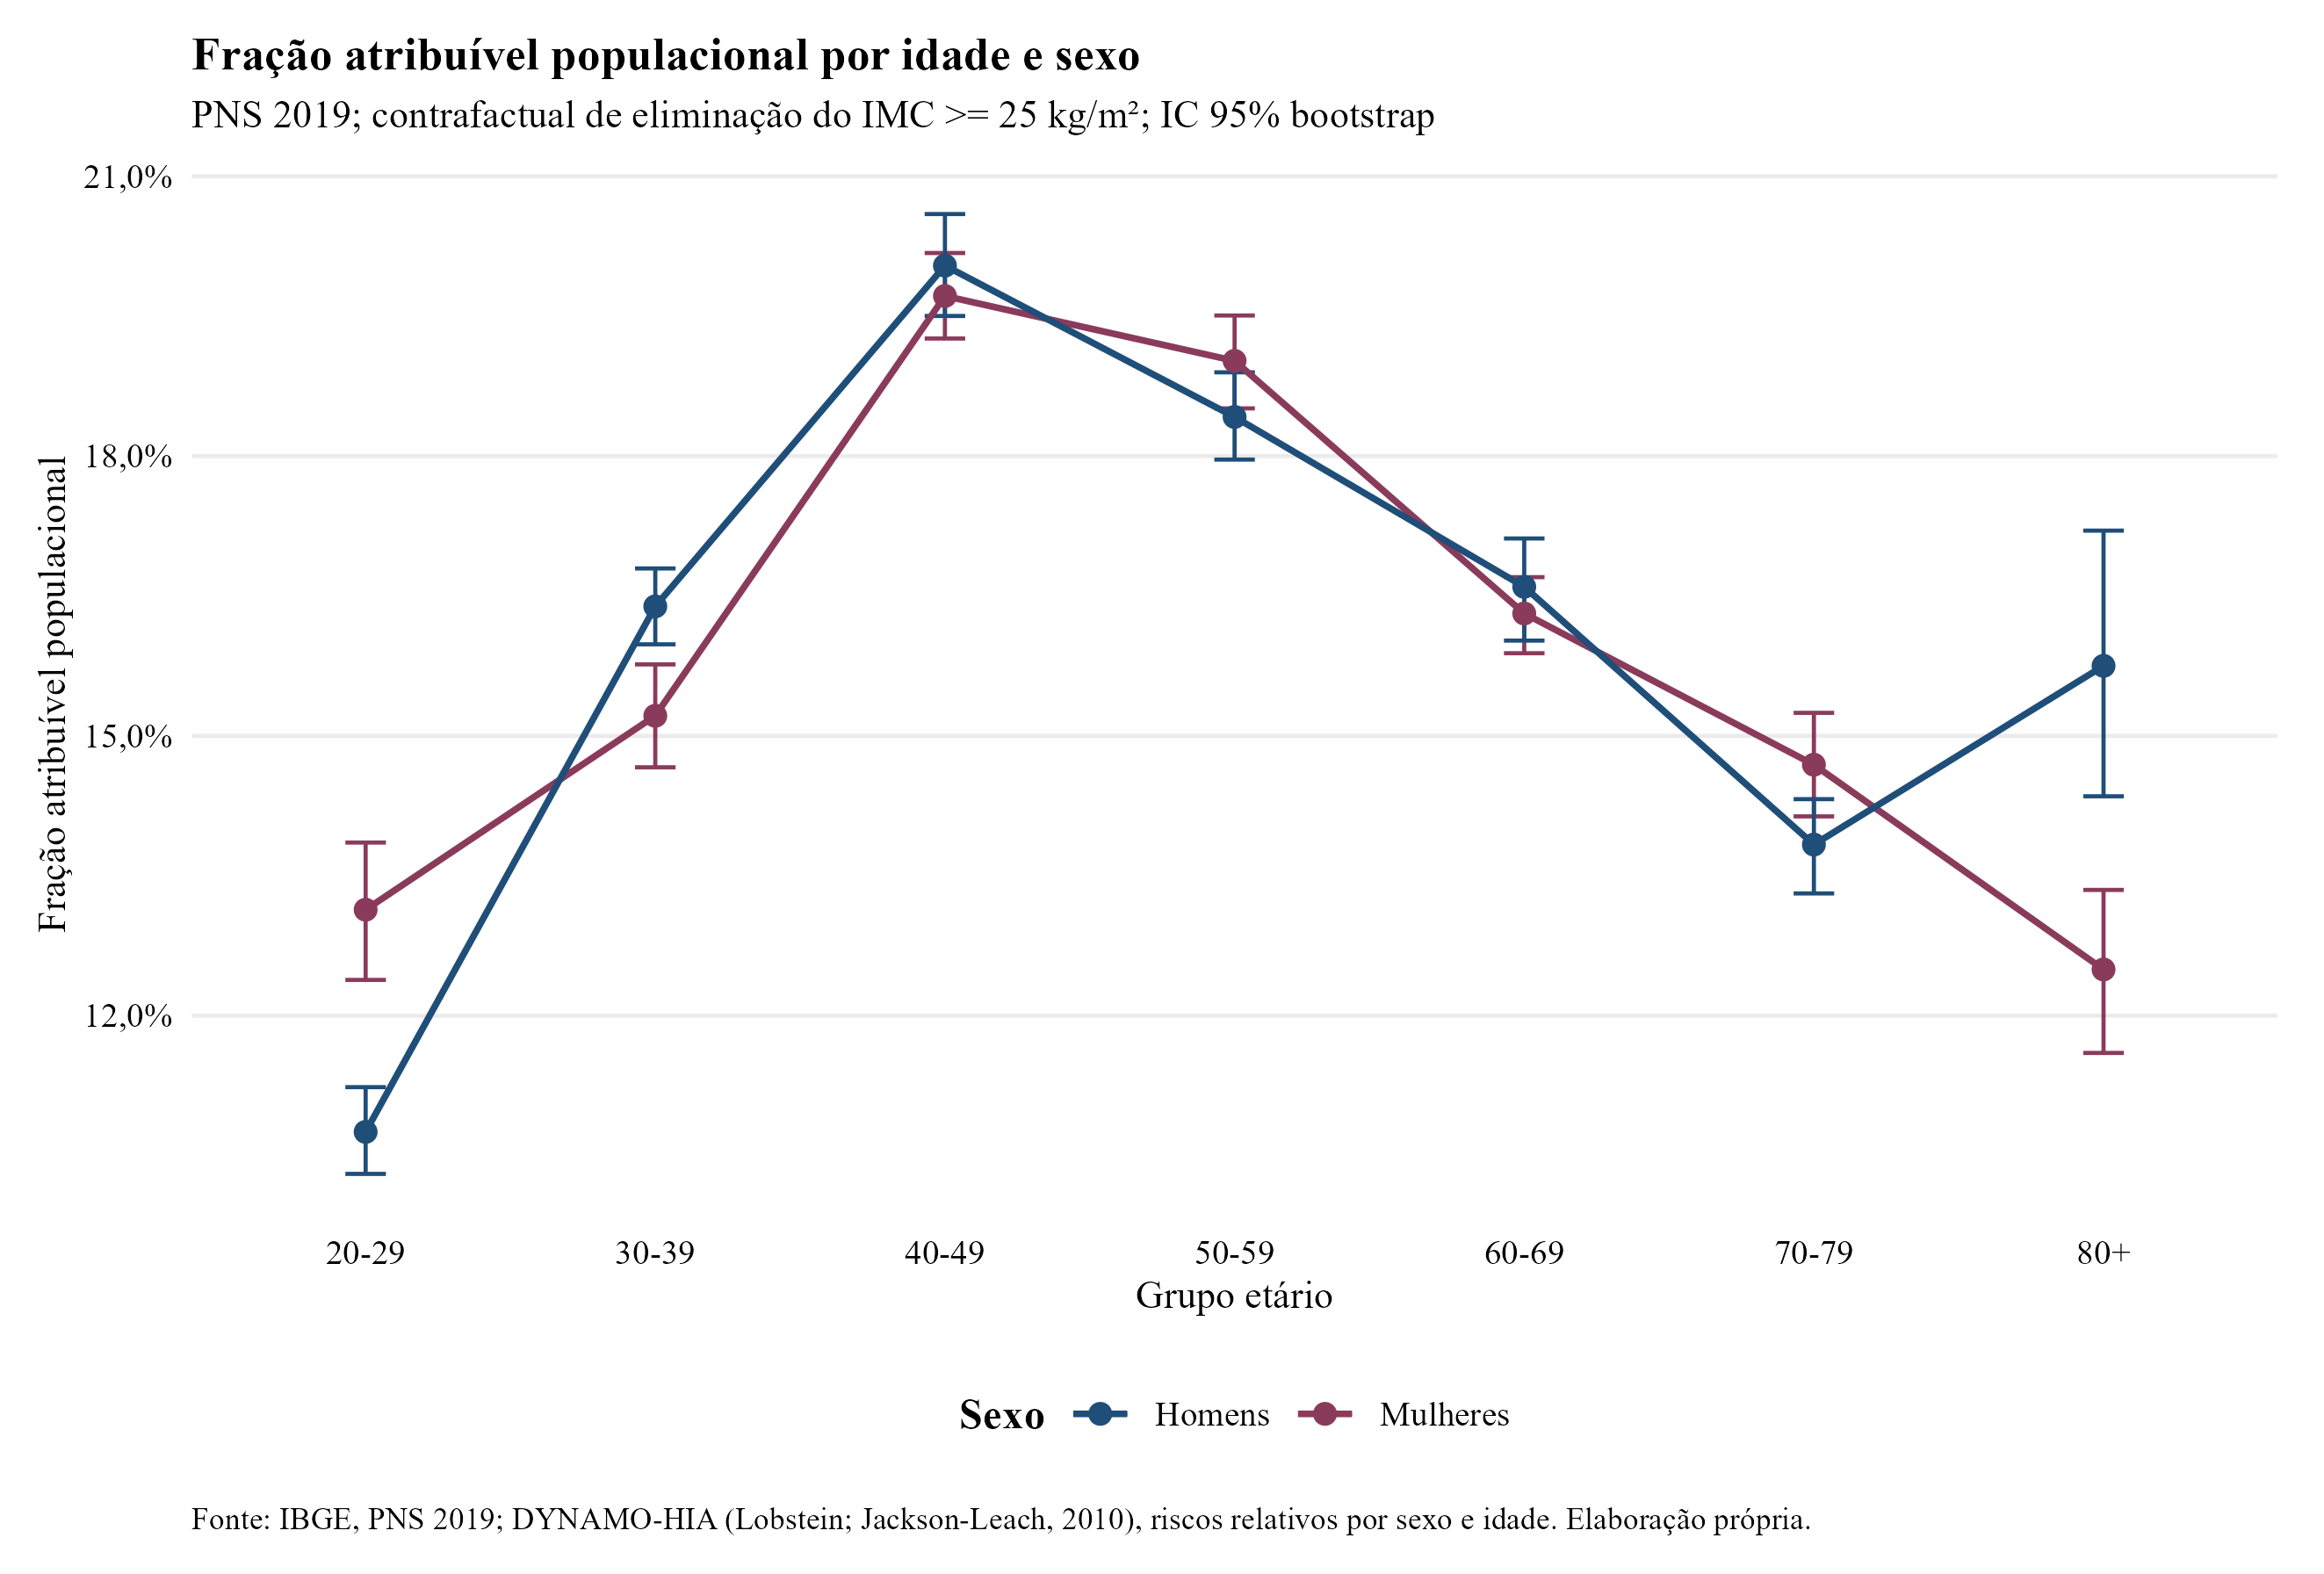 Fração atribuível populacional por idade e sexo
PNS 2019; contrafactual de eliminação do IMC >= 25 kg/m²; IC 95% bootstrap
21,0%
18,0%
15,0%
12,0%
Fração atribuível populacional
20-29 30-39 40-49 50-59 60-69 70-79 80+
Grupo etário
Sexo Homens Mulheres
Fonte: IBGE, PNS 2019; DYNAMO-HIA (Lobstein; Jackson-Leach, 2010), riscos relativos por sexo e idade. Elaboração própria.